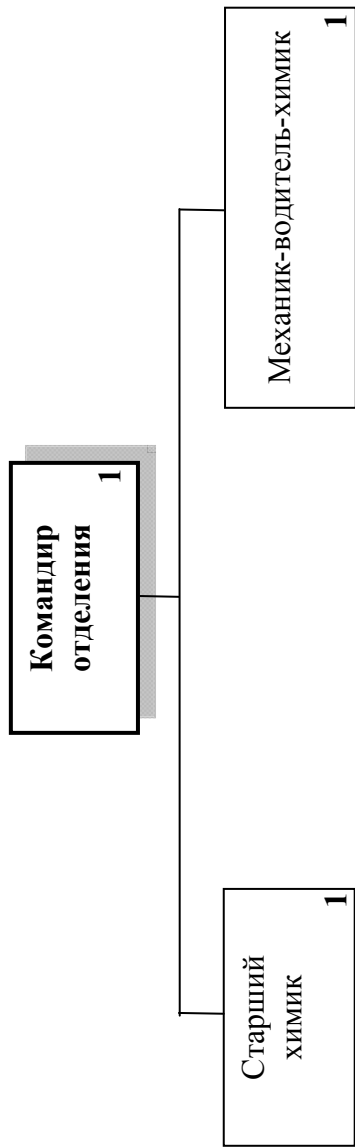 Командир
отделения
1
Старший
химик
1
Механик-водитель-химик
1